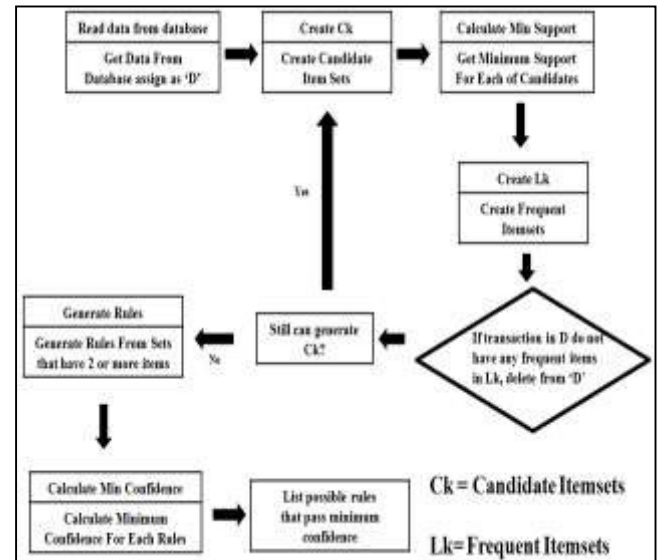 Read data from database
Get Data From
Database assign as 'D'
Create Ck
Create Candidate
Item Sets
Calculate Min Support
Get Minimum Support
For Each of Candidates
Create Lk
Create Frequent
Itemsets
If transaction in D do not
have any frequent items
in Lk, delete from 'D'
Still can generate
Ck?
Yes
No
Generate Rules
Generate Rules From Sets
that have 2 or more items
Calculate Min Confidence
Calculate Minimum
Confidence For Each Rules
List possible rules
that pass minimum
confidence
Ck = Candidate Itemsets
Lk= Frequent Itemsets